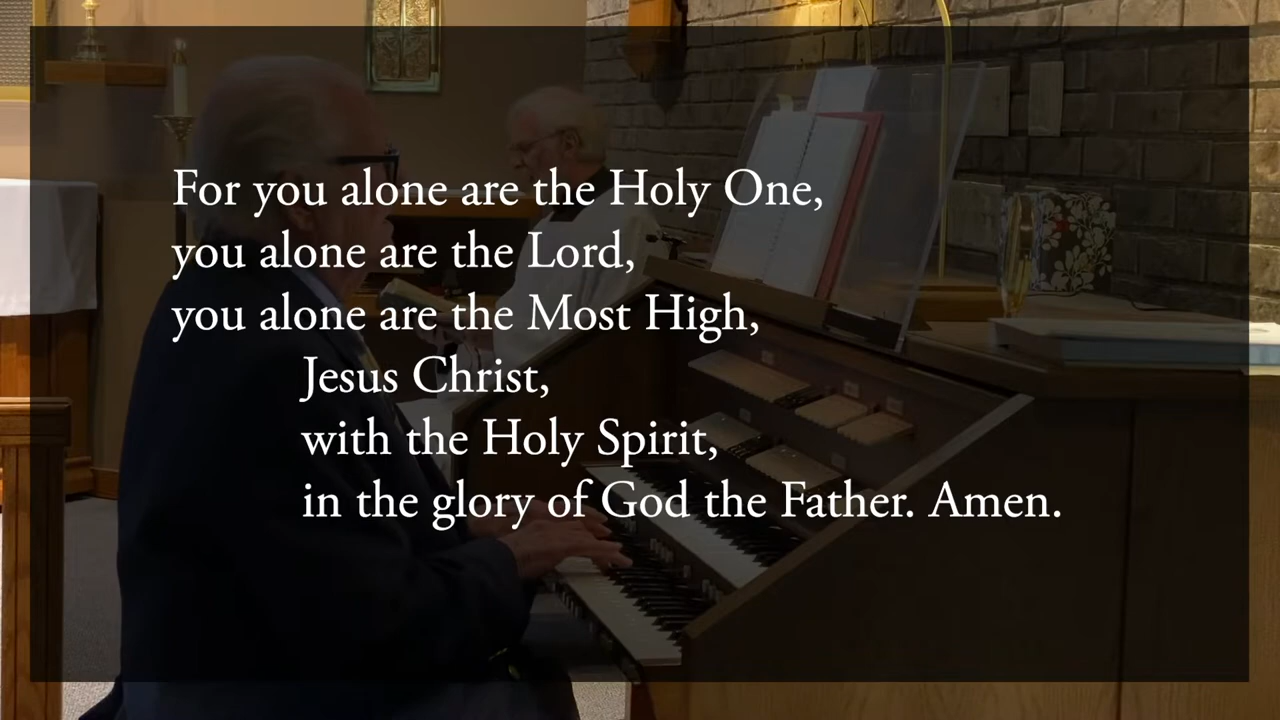 For you alone are the Holy One,
you alone are the Lord,
you alone are the Most High,
Jesus Christ,
with the Holy Spirit,
in the glory of God the Father. Amen.